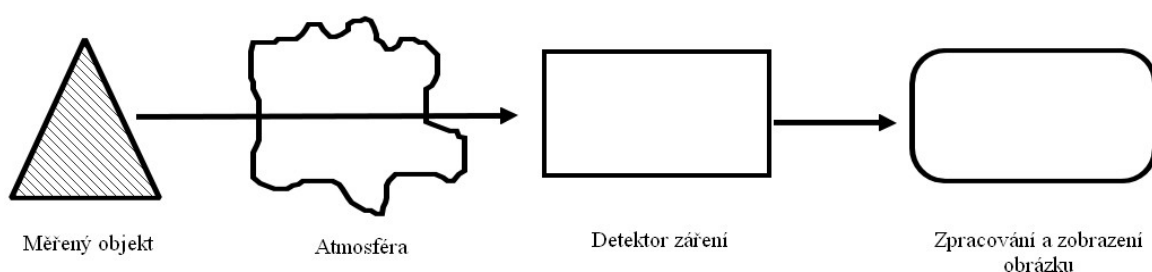 Měřený objekt
Atmosféra
Detektor záření
Zpracování a zobrazení
obrázku